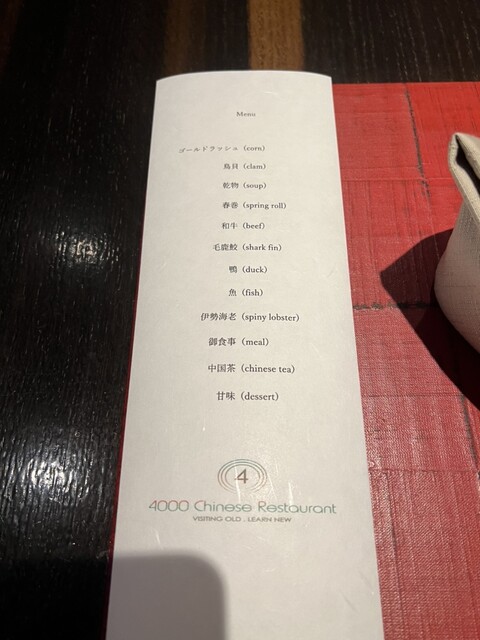 Menu
ゴールドラッシュ (corn)
鳥貝 (clam)
乾物 (soup)
春巻 (spring roll)
和牛 (beef)
毛鹿鮫 (shark fin)
鴨 (duck)
魚 (fish)
伊勢海老 (spiny lobster)
御食事 (meal)
中国茶 (chinese tea)
甘味 (dessert)
4
4000 Chinese Restaurant
VISITING OLD . LEARN NEW